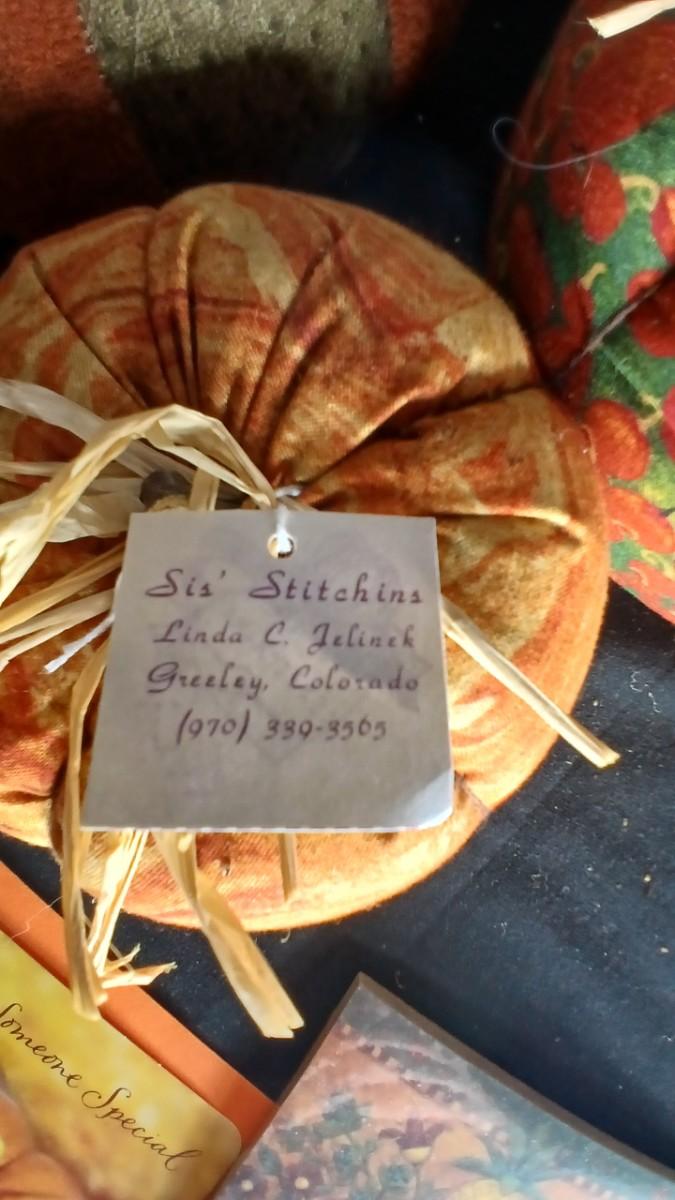 Sis' Stitchins
Linda C. Jelinek
Greeley, Colorado
(970) 339-3565
Someone Special